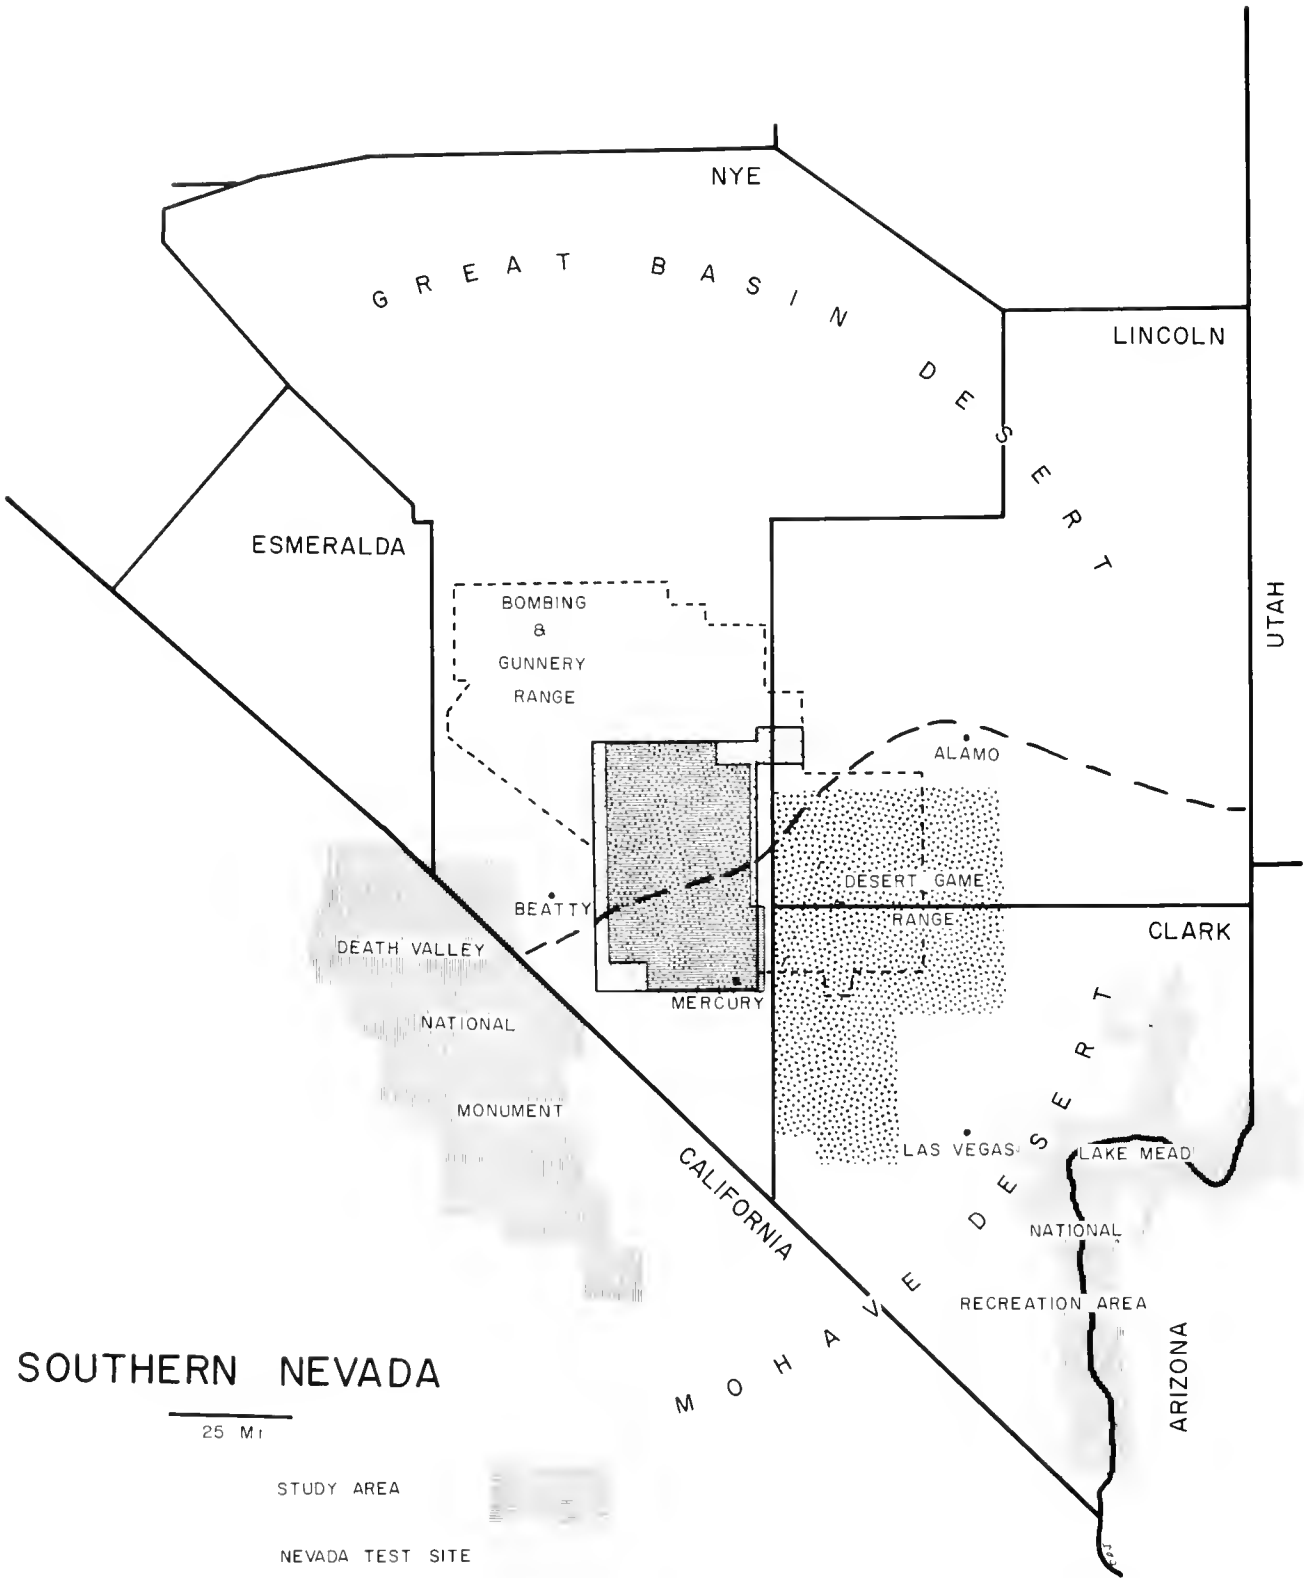 NYE
GREAT BASIN DESERT
LINCOLN
ESMERALDA
UTAH
BOMBING
&
GUNNERY
RANGE
ALAMO
DESERT GAME
RANGE
BEATTY
CLARK
DEATH VALLEY
NATIONAL
MONUMENT
MERCURY
LAS VEGAS
LAKE MEAD
NATIONAL
RECREATION AREA
CALIFORNIA
MOHAVE DESERT
ARIZONA
SOUTHERN NEVADA
25 Mi
STUDY AREA
NEVADA TEST SITE